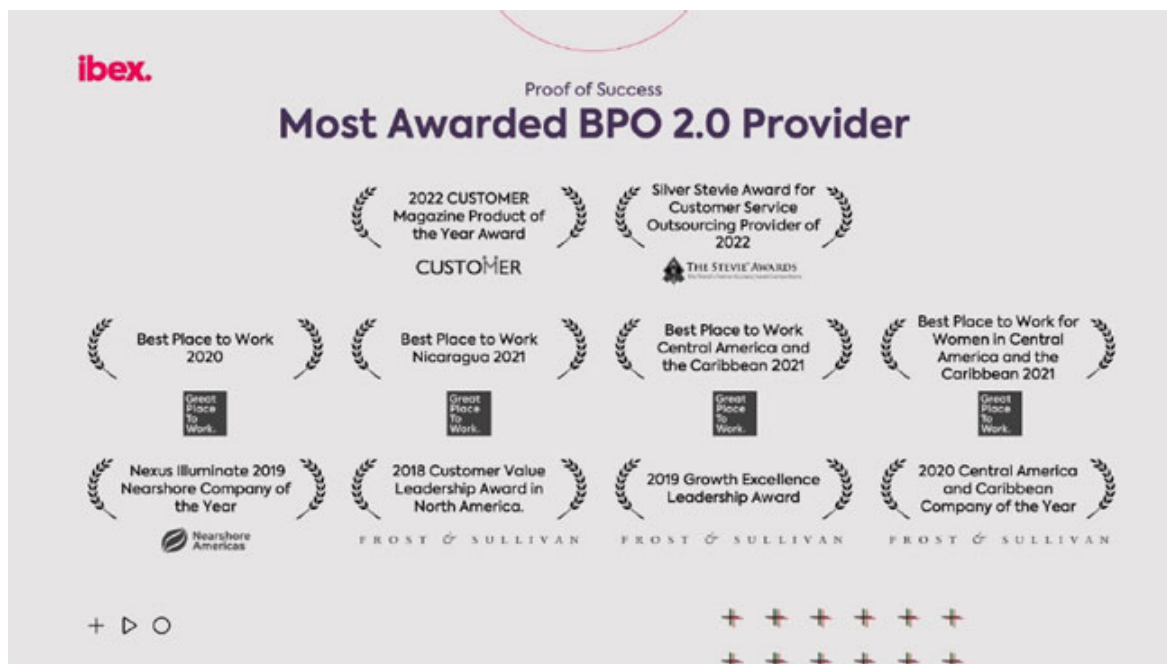 ibex.
Proof of Success
Most Awarded BPO 2.0 Provider
2022 CUSTOMER
Magazine Product of
the Year Award
CUSTOMER
Silver Stevie Award for
Customer Service
Outsourcing Provider of
2022
THE STEVIE® AWARDS
Best Place to Work
2020
Great
Place
To
Work.
Best Place to Work
Nicaragua 2021
Great
Place
To
Work.
Best Place to Work
Central America and
the Caribbean 2021
Great
Place
To
Work.
Best Place to Work for
Women in Central
America and the
Caribbean 2021
Great
Place
To
Work.
Nexus Illuminate 2019
Nearshore Company of
the Year
Nearshore
Americas
2018 Customer Value
Leadership Award in
North America.
FROST & SULLIVAN
2019 Growth Excellence
Leadership Award
FROST & SULLIVAN
2020 Central America
and Caribbean
Company of the Year
FROST & SULLIVAN